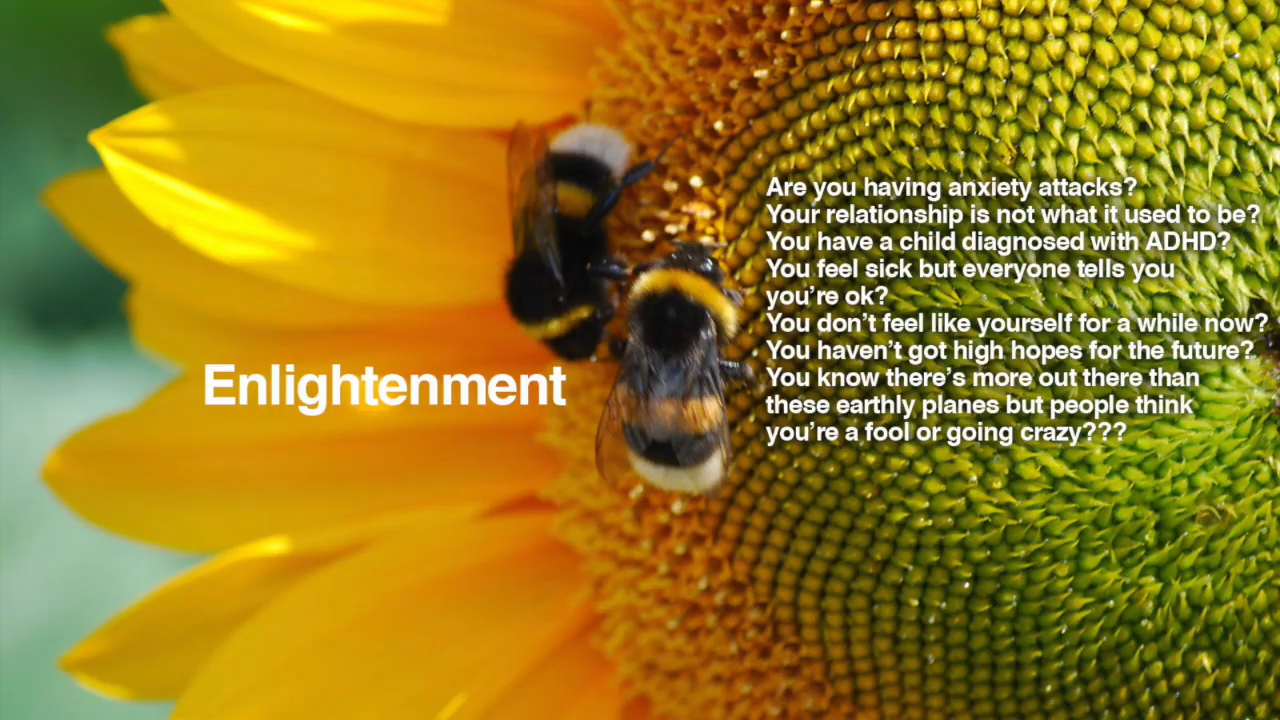 Enlightenment
Are you having anxiety attacks?
Your relationship is not what it used to be?
You have a child diagnosed with ADHD?
You feel sick but everyone tells you
you’re ok?
You don’t feel like yourself for a while now?
You haven’t got high hopes for the future?
You know there’s more out there than
these earthly planes but people think
you’re a fool or going crazy???